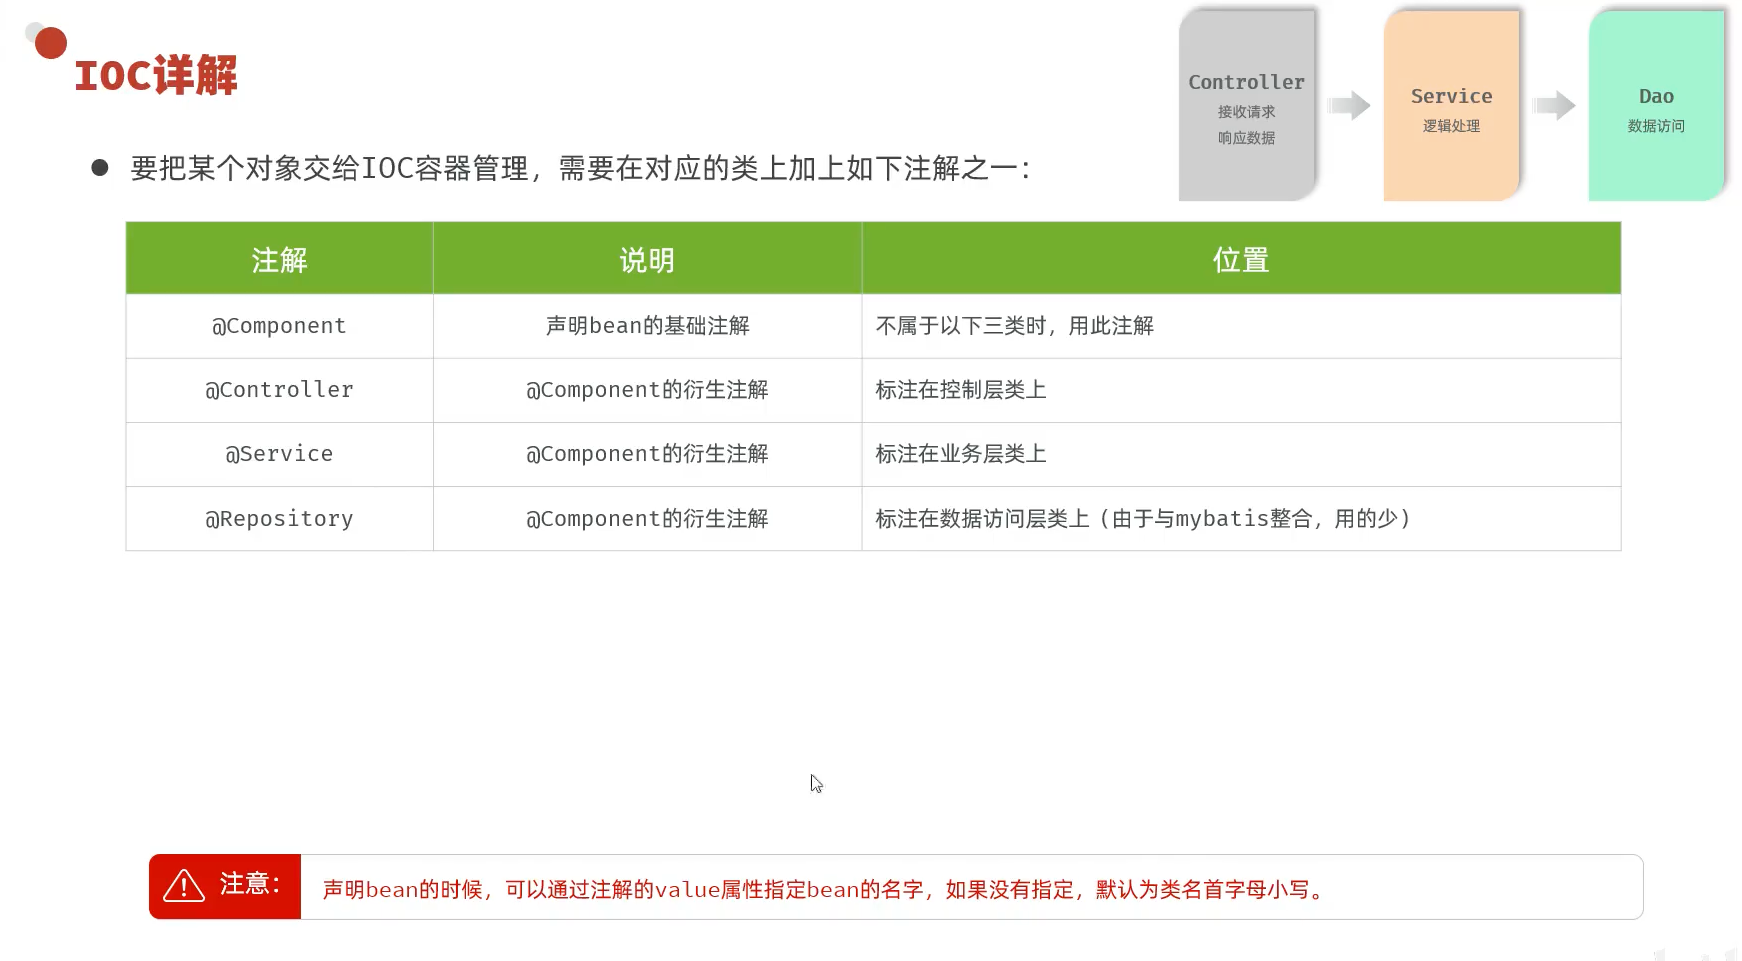 IOC详解
Controller
接收请求
响应数据
Service
逻辑处理
Dao
数据访问
要把某个对象交给IOC容器管理，需要在对应的类上加上如下注解之一：
注解 说明 位置
@Component 声明bean的基础注解 不属于以下三类时，用此注解
@Controller @Component的衍生注解 标注在控制层类上
@Service @Component的衍生注解 标注在业务层类上
@Repository @Component的衍生注解 标注在数据访问层类上（由于与mybatis整合，用的少）
注意： 声明bean的时候，可以通过注解的value属性指定bean的名字，如果没有指定，默认为类名首字母小写。